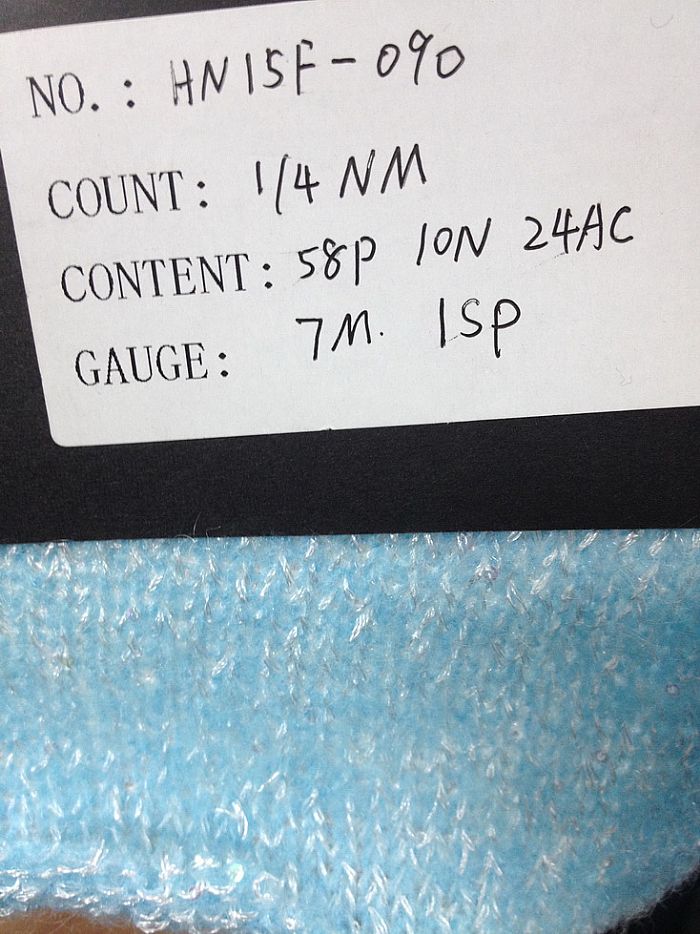 NO.: HN15F-090
COUNT: 1/4 NM
CONTENT: 58P 10N 24AC
GAUGE: 7M. 1SP